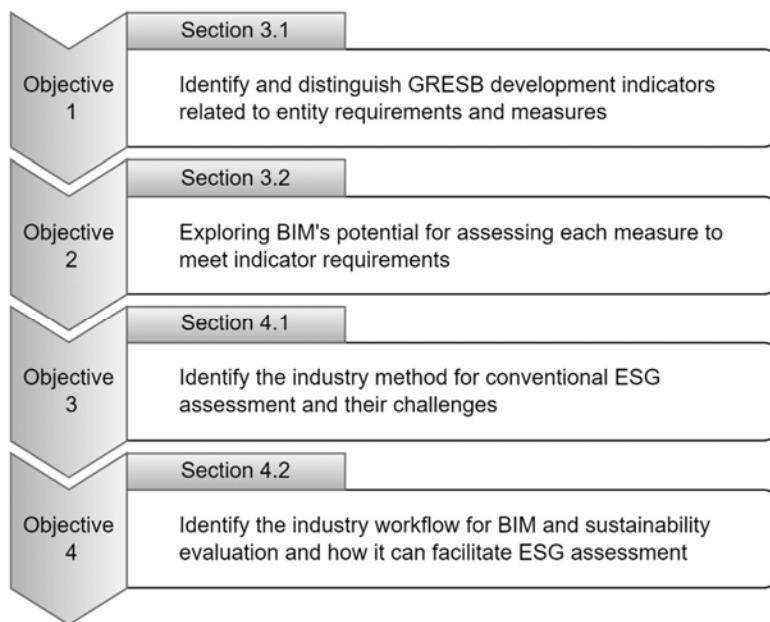 Section 3.1
Objective
1
Identify and distinguish GRESB development indicators
related to entity requirements and measures
Section 3.2
Objective
2
Exploring BIM's potential for assessing each measure to
meet indicator requirements
Section 4.1
Objective
3
Identify the industry method for conventional ESG
assessment and their challenges
Section 4.2
Objective
4
Identify the industry workflow for BIM and sustainability
evaluation and how it can facilitate ESG assessment